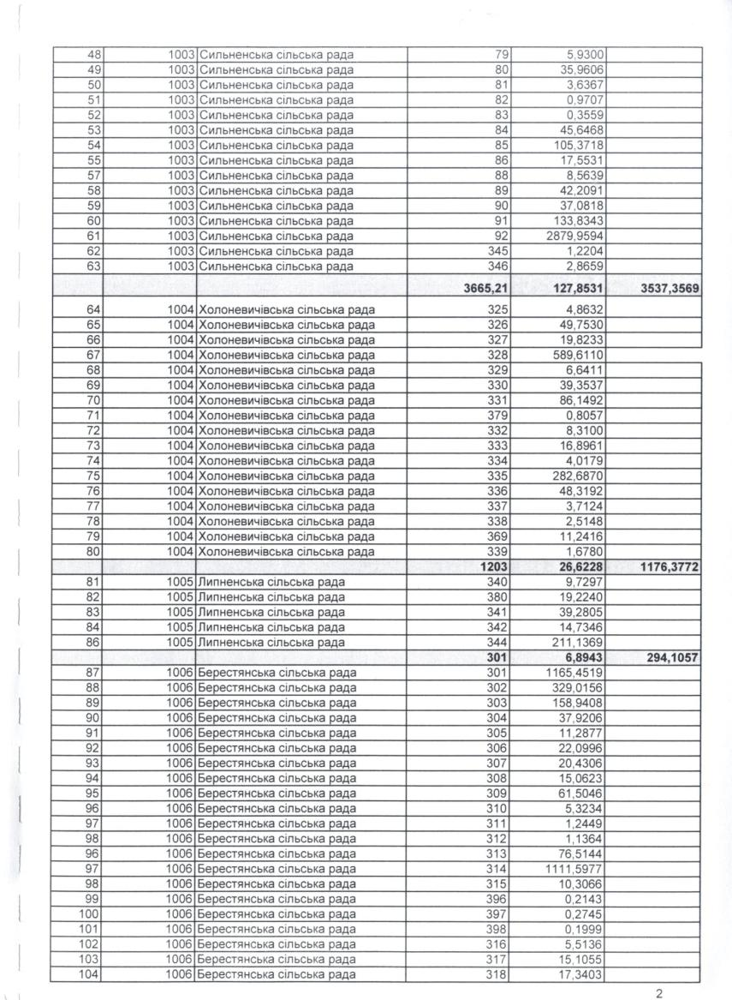 48 1003 Сильненська сільська рада 79 5,9300
49 1003 Сильненська сільська рада 80 35,9606
50 1003 Сильненська сільська рада 81 3,6367
51 1003 Сильненська сільська рада 82 0,9707
52 1003 Сильненська сільська рада 83 0,3559
53 1003 Сильненська сільська рада 84 45,6468
54 1003 Сильненська сільська рада 85 105,3718
55 1003 Сильненська сільська рада 86 17,5531
57 1003 Сильненська сільська рада 88 8,5639
58 1003 Сильненська сільська рада 89 42,2091
59 1003 Сильненська сільська рада 90 37,0818
60 1003 Сильненська сільська рада 91 133,8343
61 1003 Сильненська сільська рада 92 2879,9594
62 1003 Сильненська сільська рада 345 1,2204
63 1003 Сильненська сільська рада 346 2,8659
3665,21 127,8531 3537,3569
64 1004 Холоневичівська сільська рада 325 4,8632
65 1004 Холоневичівська сільська рада 326 49,7530
66 1004 Холоневичівська сільська рада 327 19,8233
67 1004 Холоневичівська сільська рада 328 589,6110
68 1004 Холоневичівська сільська рада 329 6,6411
69 1004 Холоневичівська сільська рада 330 39,3537
70 1004 Холоневичівська сільська рада 331 86,1492
71 1004 Холоневичівська сільська рада 379 0,8057
72 1004 Холоневичівська сільська рада 332 8,3100
73 1004 Холоневичівська сільська рада 333 16,8961
74 1004 Холоневичівська сільська рада 334 4,0179
75 1004 Холоневичівська сільська рада 335 282,6870
76 1004 Холоневичівська сільська рада 336 48,3192
77 1004 Холоневичівська сільська рада 337 3,7124
78 1004 Холоневичівська сільська рада 338 2,5148
79 1004 Холоневичівська сільська рада 369 11,2416
80 1004 Холоневичівська сільська рада 339 1,6780
1203 26,6228 1176,3772
81 1005 Липненська сільська рада 340 9,7297
82 1005 Липненська сільська рада 380 19,2240
83 1005 Липненська сільська рада 341 39,2805
84 1005 Липненська сільська рада 342 14,7346
86 1005 Липненська сільська рада 344 211,1369
301 6,8943 294,1057
87 1006 Берестянська сільська рада 301 1165,4519
88 1006 Берестянська сільська рада 302 329,0156
89 1006 Берестянська сільська рада 303 158,9408
90 1006 Берестянська сільська рада 304 37,9206
91 1006 Берестянська сільська рада 305 11,2877
92 1006 Берестянська сільська рада 306 22,0996
93 1006 Берестянська сільська рада 307 20,4306
94 1006 Берестянська сільська рада 308 15,0623
95 1006 Берестянська сільська рада 309 61,5046
96 1006 Берестянська сільська рада 310 5,3234
97 1006 Берестянська сільська рада 311 1,2449
98 1006 Берестянська сільська рада 312 1,1364
96 1006 Берестянська сільська рада 313 76,5144
97 1006 Берестянська сільська рада 314 1111,5977
98 1006 Берестянська сільська рада 315 10,3066
99 1006 Берестянська сільська рада 396 0,2143
100 1006 Берестянська сільська рада 397 0,2745
101 1006 Берестянська сільська рада 398 0,1999
102 1006 Берестянська сільська рада 316 5,5136
103 1006 Берестянська сільська рада 317 15,1055
104 1006 Берестянська сільська рада 318 17,3403
2